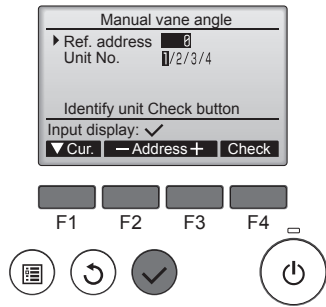 Manual vane angle
Ref. address 0
Unit No. 1/2/3/4
Identify unit Check button
Input display: ✓
▼Cur. －Address＋ Check
F1 F2 F3 F4